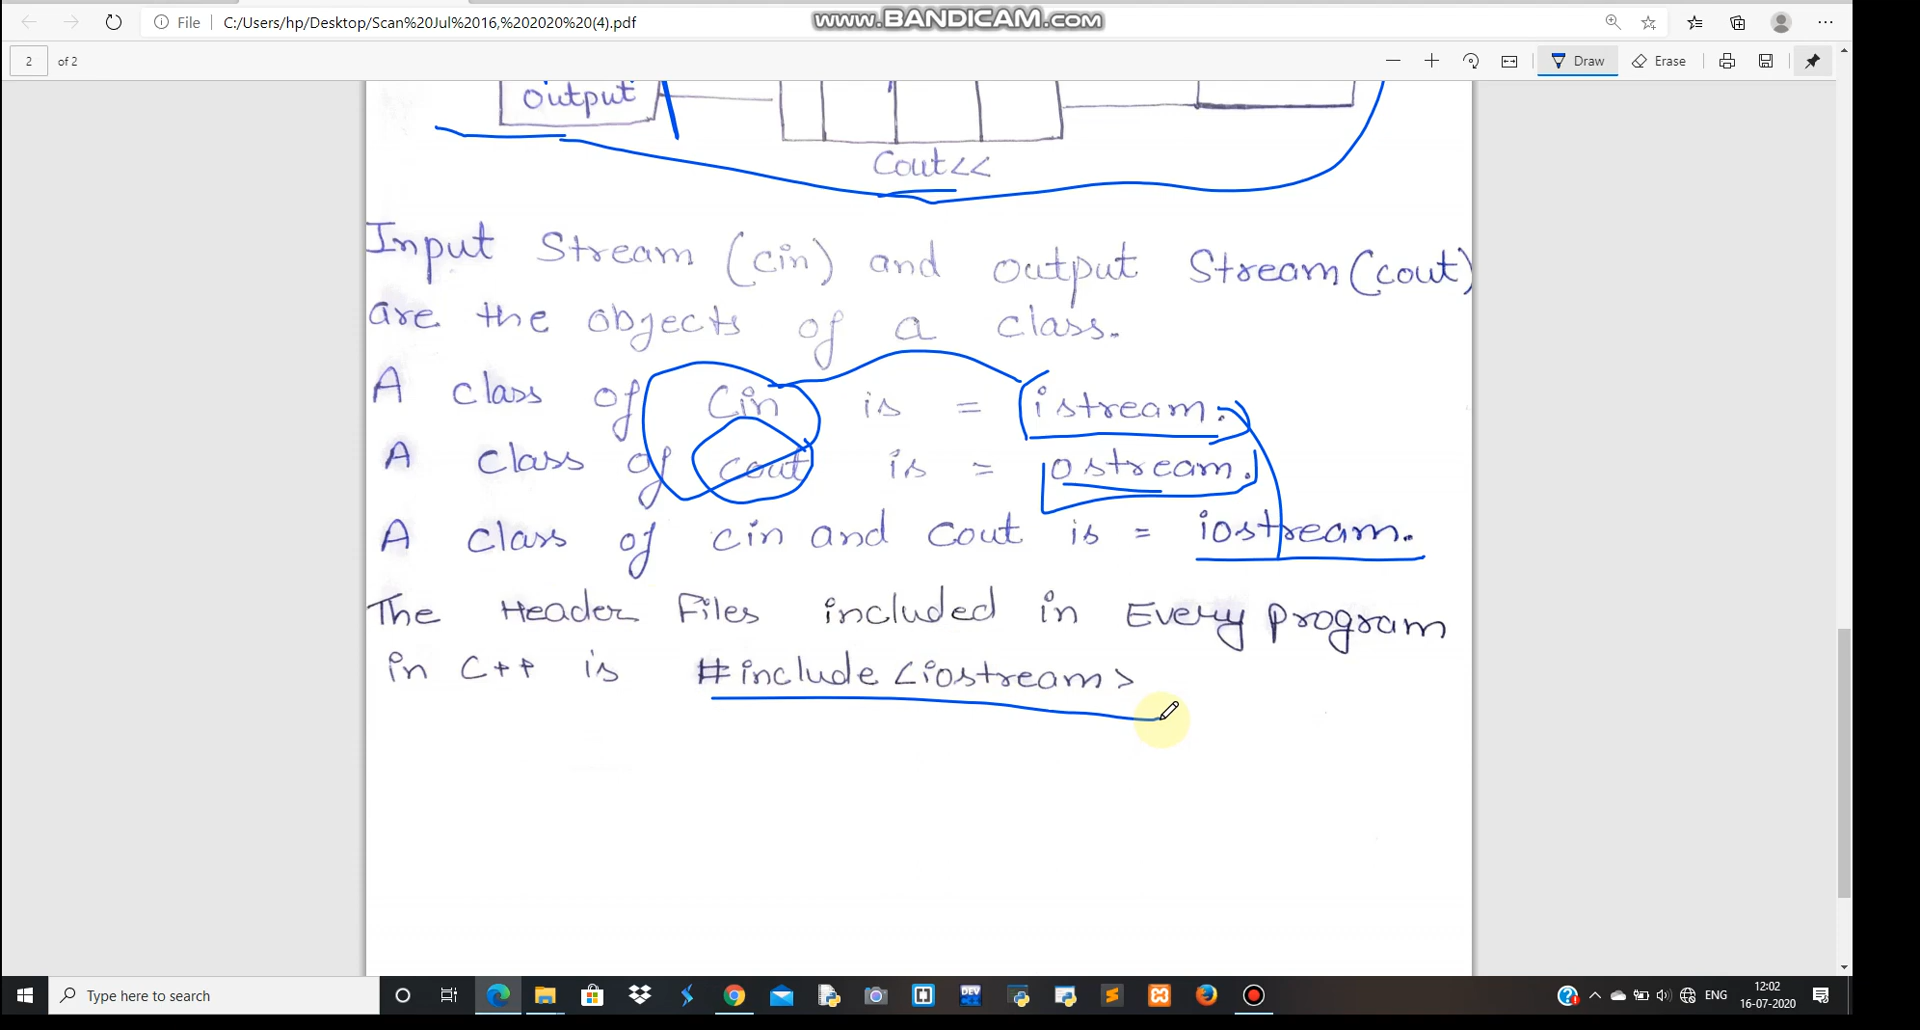 www.BANDICAM.com
File C:/Users/hp/Desktop/Scan%20Jul%2016,%202020%20(4).pdf
2 of 2
Draw Erase
output
Cout<<
Input Stream (cin) and output Stream (cout)
are the objects of a class.
A class of Cin is = istream.
A class of cout is = ostream.
A class of cin and Cout is = iostream.
The Header Files included in Every program
in C++ is #include <iostream>
Type here to search
DEV
ENG
12:02
16-07-2020